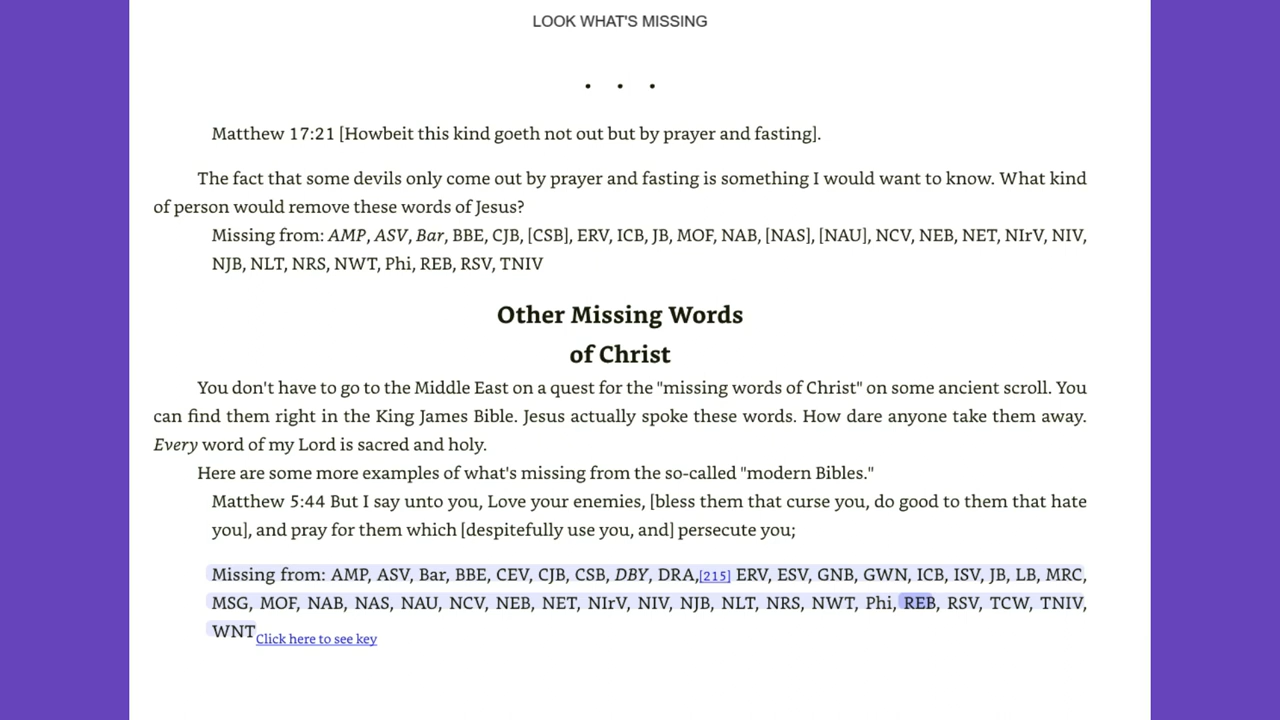 LOOK WHAT'S MISSING
• • •
Matthew 17:21 [Howbeit this kind goeth not out but by prayer and fasting].
The fact that some devils only come out by prayer and fasting is something I would want to know. What kind
of person would remove these words of Jesus?
Missing from: AMP, ASV, Bar, BBE, CJB, [CSB], ERV, ICB, JB, MOF, NAB, [NAS], [NAU], NCV, NEB, NET, NIrV, NIV,
NJB, NLT, NRS, NWT, Phi, REB, RSV, TNIV
Other Missing Words
of Christ
You don't have to go to the Middle East on a quest for the "missing words of Christ" on some ancient scroll. You
can find them right in the King James Bible. Jesus actually spoke these words. How dare anyone take them away.
Every word of my Lord is sacred and holy.
Here are some more examples of what's missing from the so-called "modern Bibles."
Matthew 5:44 But I say unto you, Love your enemies, [bless them that curse you, do good to them that hate
you], and pray for them which [despitefully use you, and] persecute you;
Missing from: AMP, ASV, Bar, BBE, CEV, CJB, CSB, DBY, DRA,[215] ERV, ESV, GNB, GWN, ICB, ISV, JB, LB, MRC,
MSG, MOF, NAB, NAS, NAU, NCV, NEB, NET, NIrV, NIV, NJB, NLT, NRS, NWT, Phi, REB, RSV, TCW, TNIV,
WNT Click here to see key